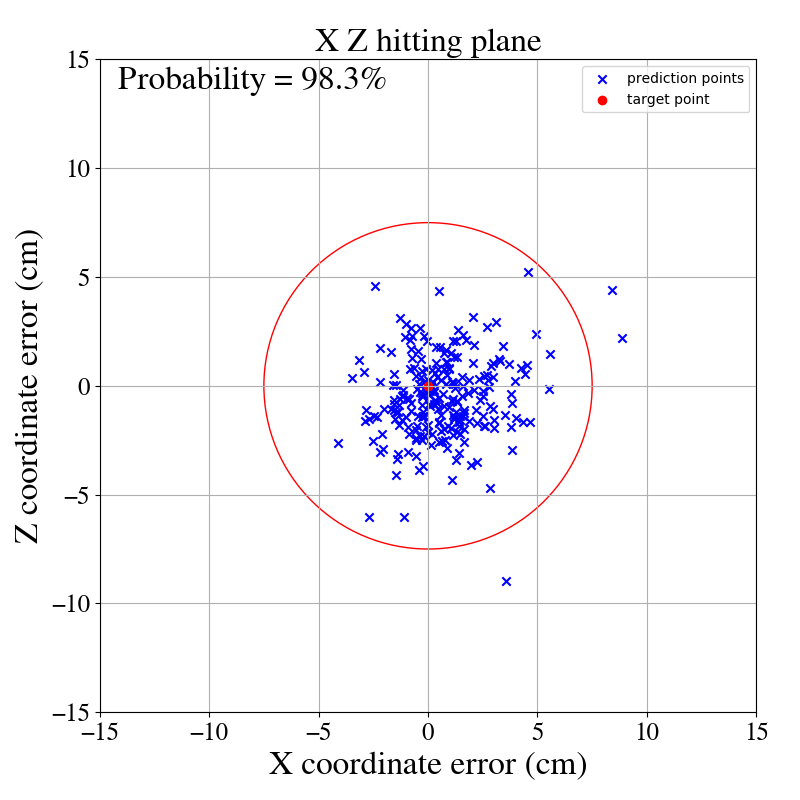 X Z hitting plane
Probability = 98.3%
prediction points
target point
15
10
5
0
−5
−10
−15
Z coordinate error (cm)
−15 −10 −5 0 5 10 15
X coordinate error (cm)